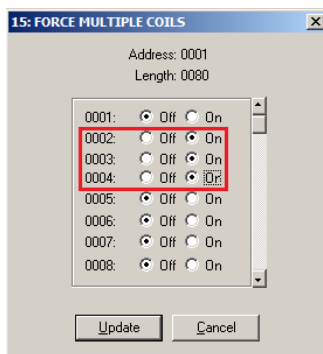 15: FORCE MULTIPLE COILS
Address: 0001
Length: 0080
0001: Off On
0002: Off On
0003: Off On
0004: Off On
0005: Off On
0006: Off On
0007: Off On
0008: Off On
Update Cancel